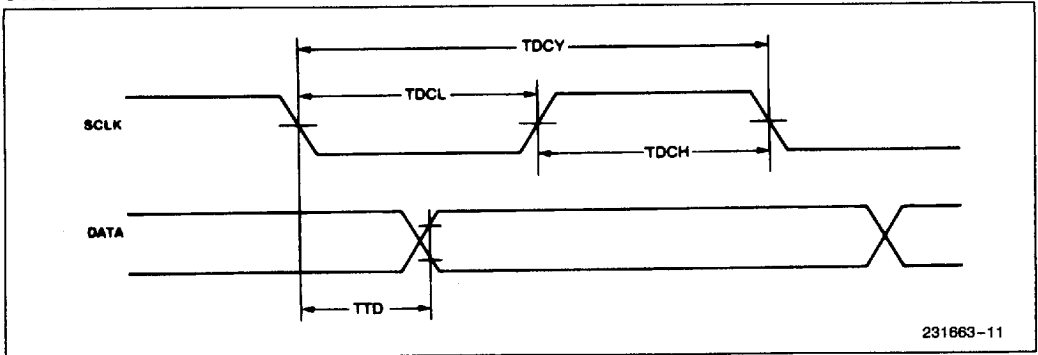 TDCY
TDCL
SCLK
TDCH
DATA
TTD
231663-11